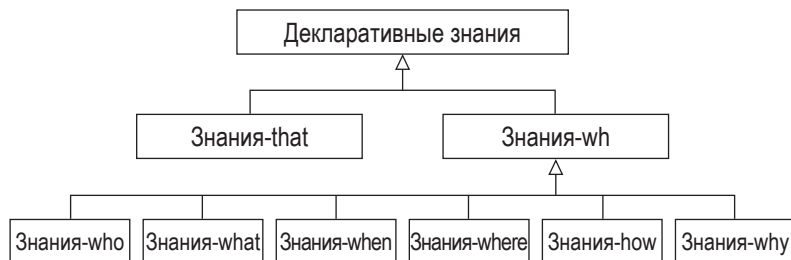 Декларативные знания
Знания-that
Знания-wh
Знания-who
Знания-what
Знания-when
Знания-where
Знания-how
Знания-why